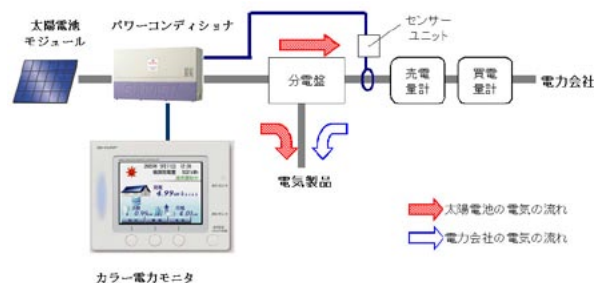 太陽電池
モジュール
パワーコンディショナ
センサー
ユニット
分電盤
売電
量計
買電
量計
電力会社
電気製品
4.99
太陽電池の電気の流れ
電力会社の電気の流れ
カラー電力モニタ